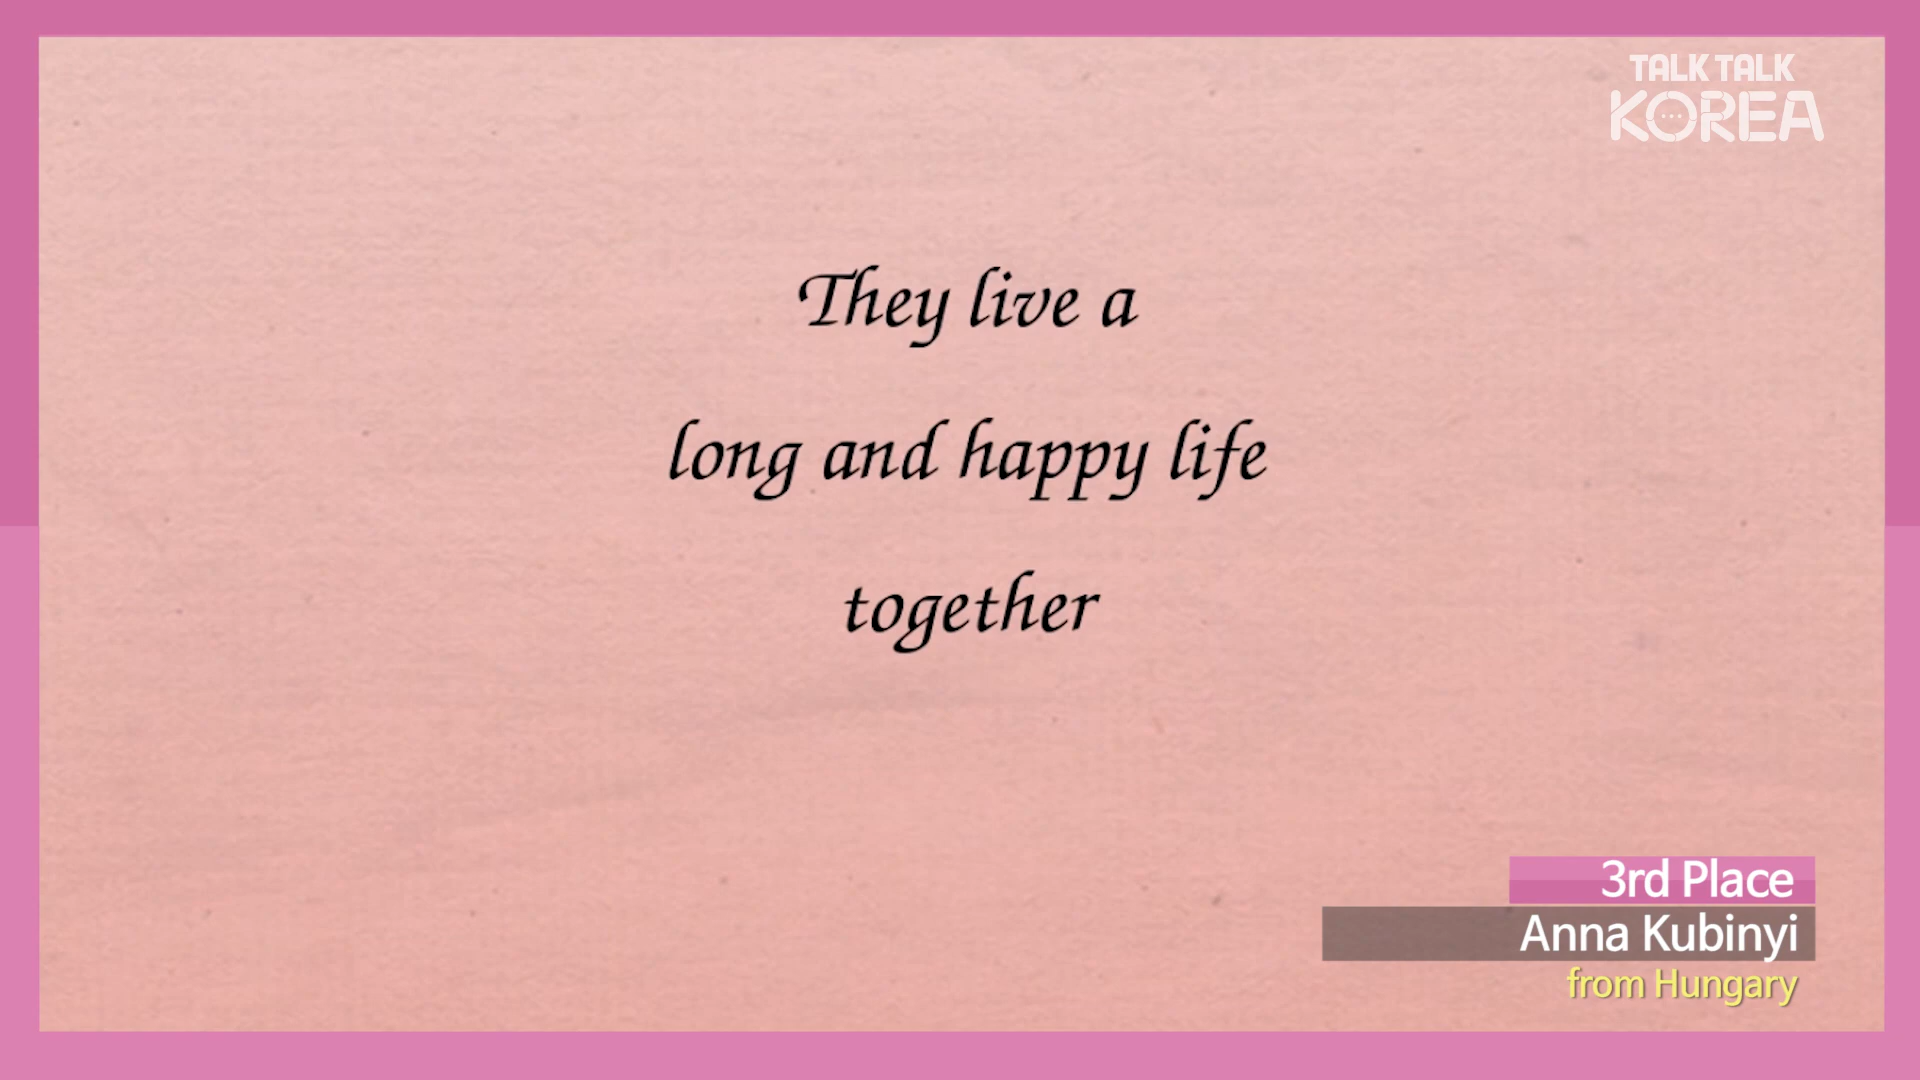 TALK TALK
KOREA
They live a
long and happy life
together
3rd Place
Anna Kubinyi
from Hungary